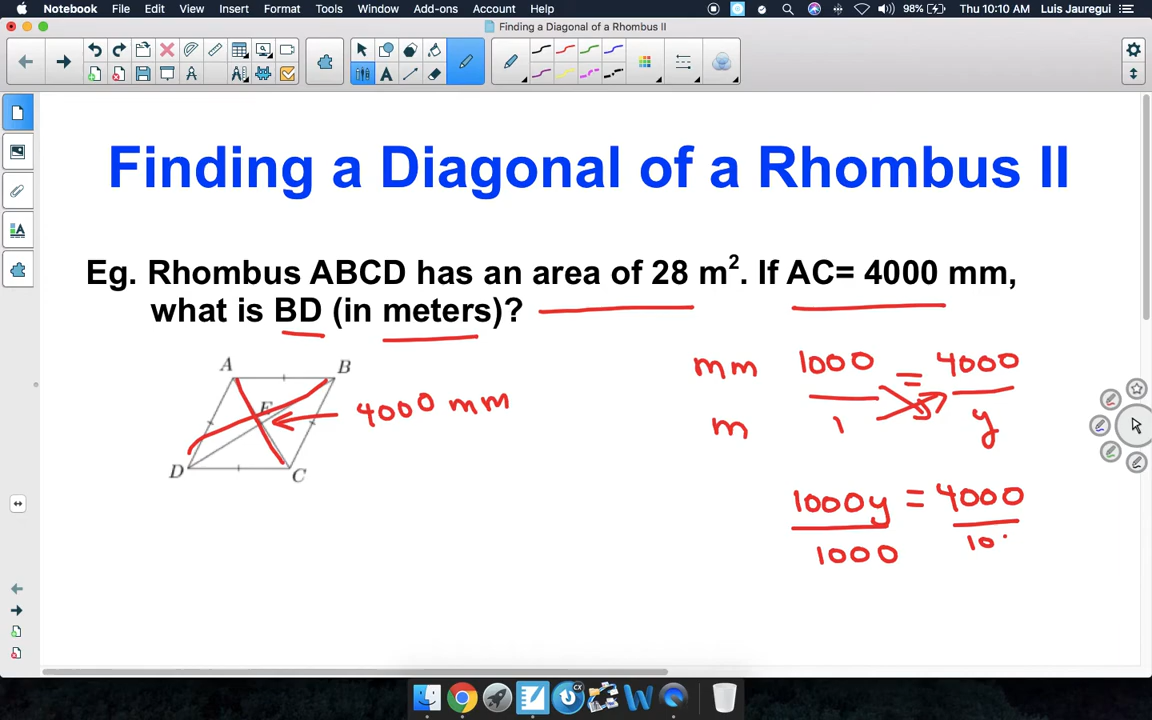 Notebook File Edit View Insert Format Tools Window Add-ons Account Help 98% Thu 10:10 AM Luis Jauregui
Finding a Diagonal of a Rhombus II
Finding a Diagonal of a Rhombus II
Eg. Rhombus ABCD has an area of 28 m². If AC= 4000 mm,
what is BD (in meters)?
A B
E
D C
4000 mm
mm 1000 = 4000
m 1 y
1000y = 4000
1000 10